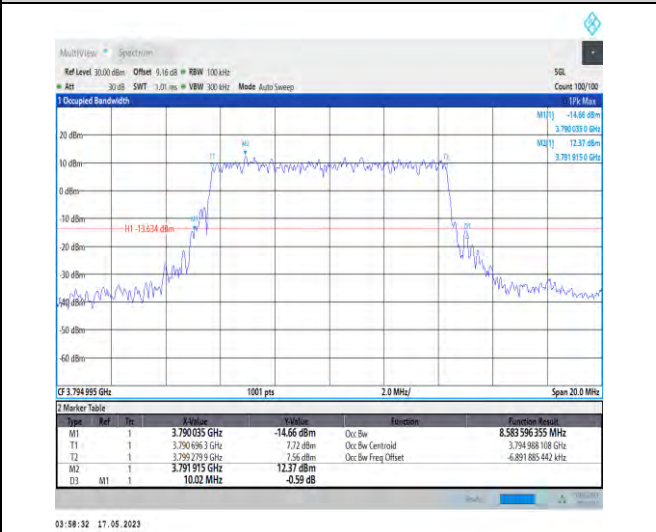 MultiView Spectrum
Ref Level 30.00 dBm Offset 9.16 dB RBW 100 kHz SGL
Att 30 dB SWT 1.01 ms VBW 300 kHz Mode Auto Sweep Count 100/100
1 Occupied Bandwidth 1Pk Max
M1[1] -14.66 dBm
3.790 035 0 GHz
M2[1] 12.37 dBm
3.791 915 0 GHz
20 dBm
M2
T1 T2
10 dBm
0 dBm
-10 dBm
M1 D3
H1 -13.634 dBm
-20 dBm
-30 dBm
-40 dBm
-50 dBm
-60 dBm
CF 3.794 995 GHz 1001 pts 2.0 MHz/ Span 20.0 MHz
2 Marker Table
Type Ref Trc X-Value Y-Value Function Function Result
M1 1 3.790 035 GHz -14.66 dBm Occ Bw 8.583 596 355 MHz
T1 1 3.790 696 3 GHz 7.72 dBm Occ Bw Centroid 3.794 988 108 GHz
T2 1 3.799 279 9 GHz 7.56 dBm Occ Bw Freq Offset -6.891 885 442 kHz
M2 1 3.791 915 GHz 12.37 dBm
D3 M1 1 10.02 MHz -0.59 dB
03:58:32 17.05.2023